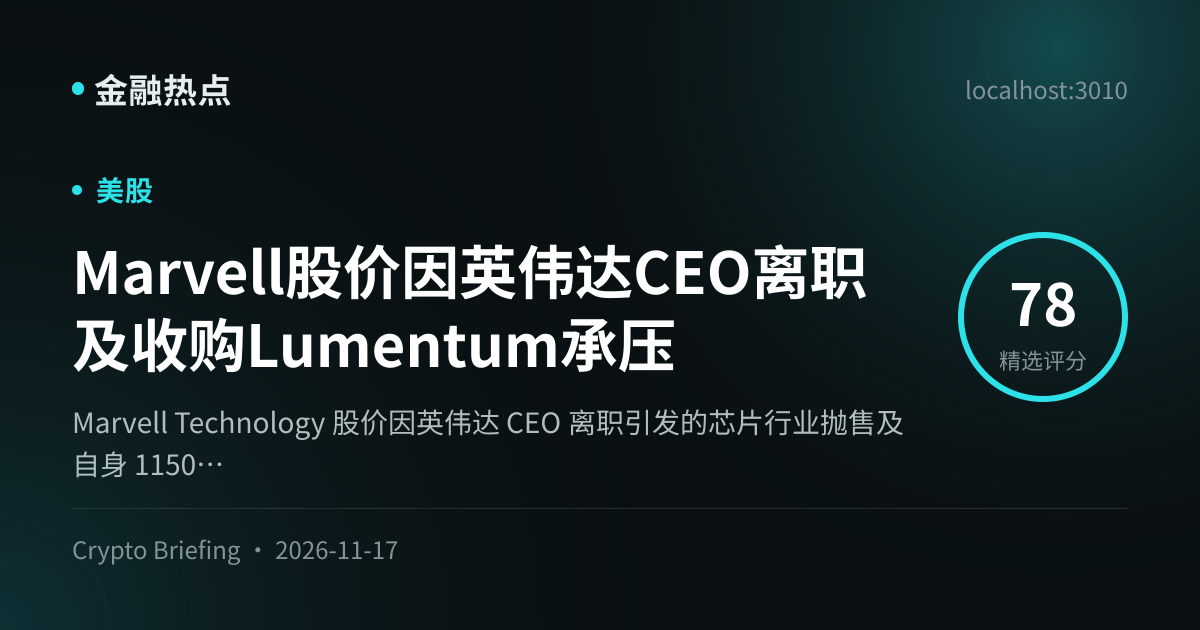 金融热点
localhost:3010
美股
Marvell股价因英伟达CEO离职
及收购Lumentum承压
78
精选评分
Marvell Technology 股价因英伟达 CEO 离职引发的芯片行业抛售及
自身 1150…
Crypto Briefing · 2026-11-17